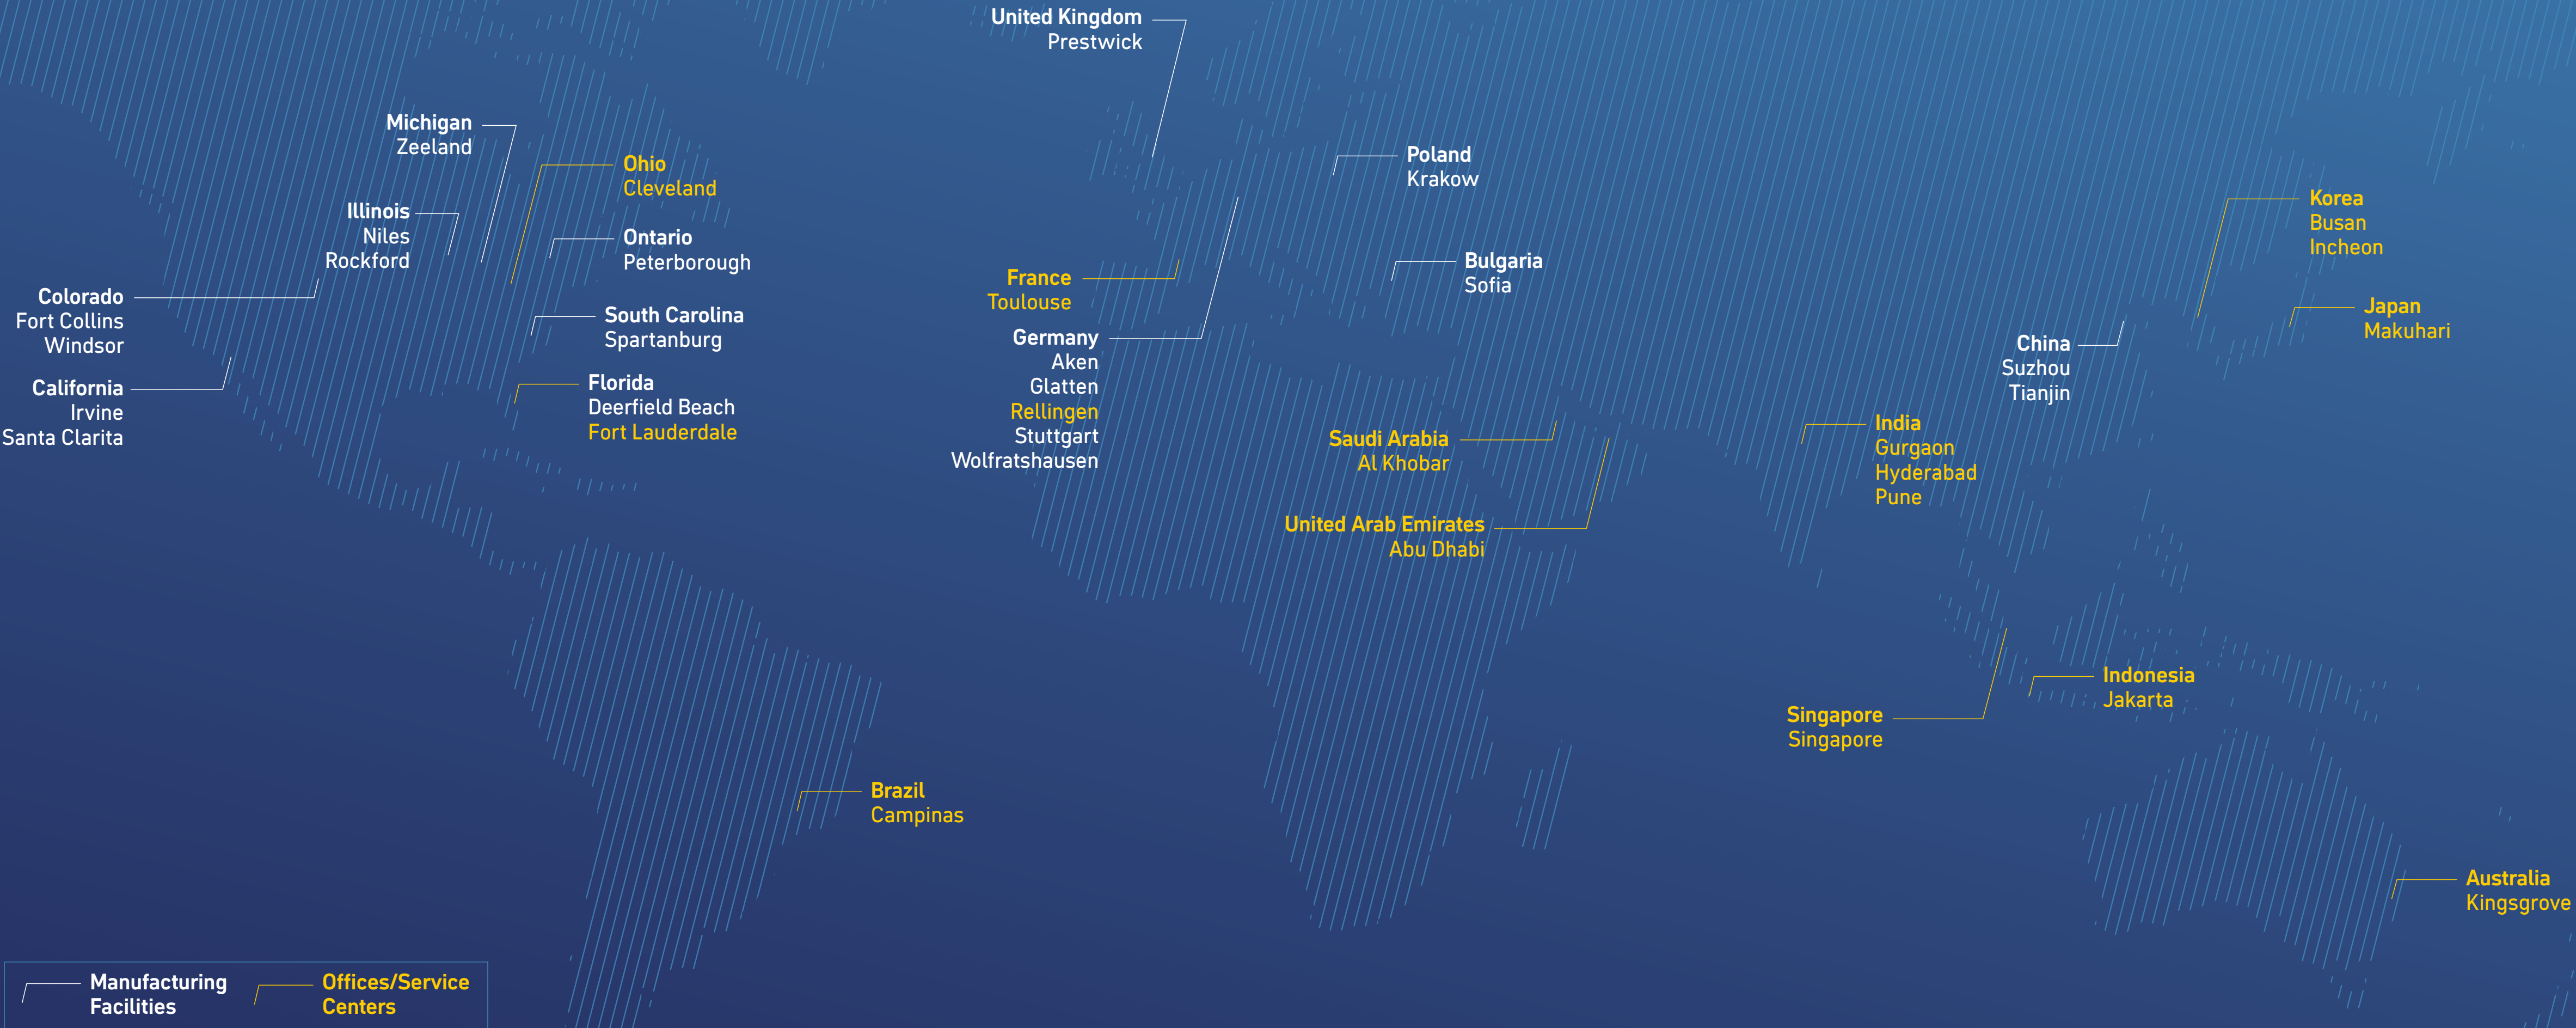 United Kingdom
Prestwick
Michigan
Zeeland
Ohio
Cleveland
Illinois
Niles
Rockford
Ontario
Peterborough
Colorado
Fort Collins
Windsor
South Carolina
Spartanburg
California
Irvine
Santa Clarita
Florida
Deerfield Beach
Fort Lauderdale
Poland
Krakow
Bulgaria
Sofia
France
Toulouse
Germany
Aken
Glatten
Rellingen
Stuttgart
Wolfratshausen
Saudi Arabia
Al Khobar
United Arab Emirates
Abu Dhabi
Korea
Busan
Incheon
Japan
Makuhari
China
Suzhou
Tianjin
India
Gurgaon
Hyderabad
Pune
Indonesia
Jakarta
Singapore
Singapore
Brazil
Campinas
Australia
Kingsgrove
Manufacturing
Facilities
Offices/Service
Centers